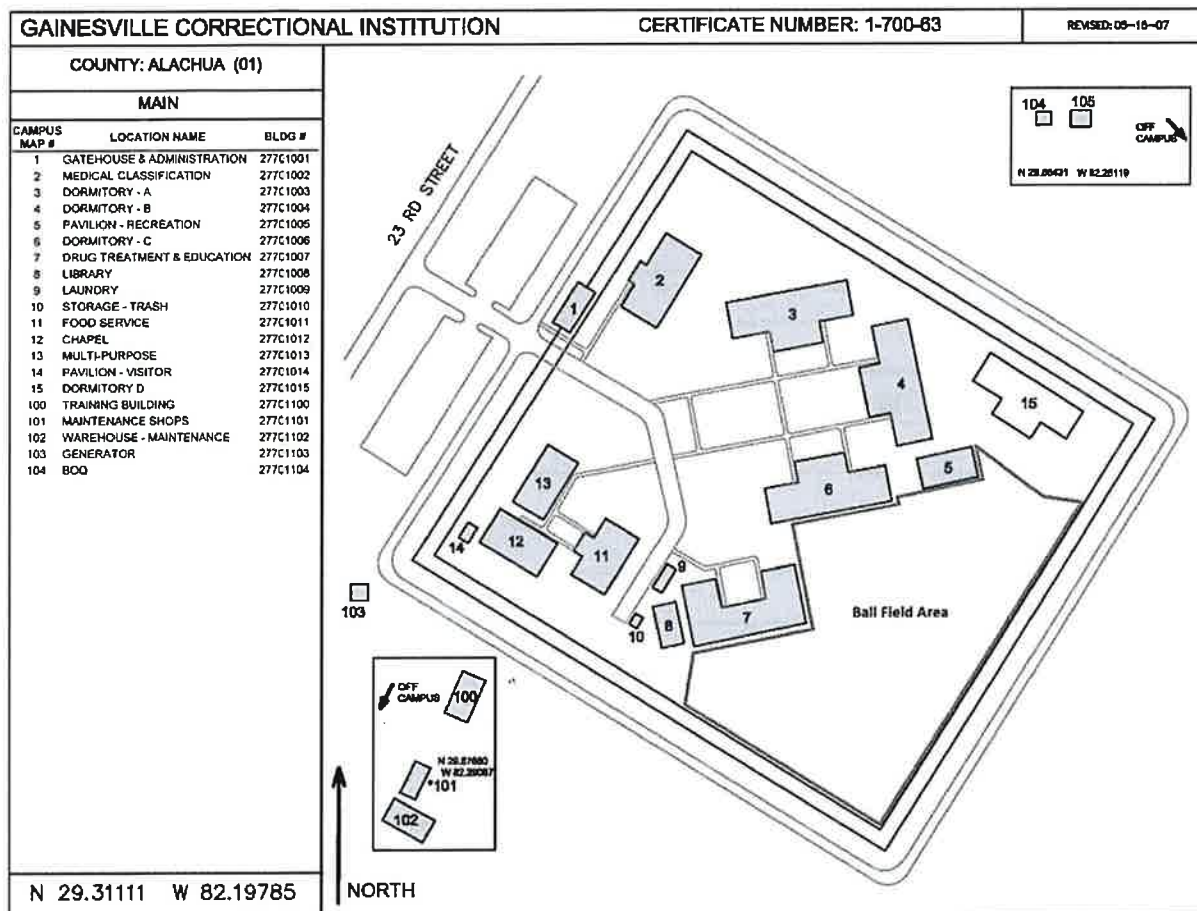 GAINESVILLE CORRECTIONAL INSTITUTION
CERTIFICATE NUMBER: 1-700-63
REVISED: 05-16-07
COUNTY: ALACHUA (01)
MAIN
CAMPUS MAP # LOCATION NAME BLDG #
1 GATEHOUSE & ADMINISTRATION 277C1001
2 MEDICAL CLASSIFICATION 277C1002
3 DORMITORY - A 277C1003
4 DORMITORY - B 277C1004
5 PAVILION - RECREATION 277C1005
6 DORMITORY - C 277C1006
7 DRUG TREATMENT & EDUCATION 277C1007
8 LIBRARY 277C1008
9 LAUNDRY 277C1009
10 STORAGE - TRASH 277C1010
11 FOOD SERVICE 277C1011
12 CHAPEL 277C1012
13 MULTI-PURPOSE 277C1013
14 PAVILION - VISITOR 277C1014
15 DORMITORY D 277C1015
100 TRAINING BUILDING 277C1100
101 MAINTENANCE SHOPS 277C1101
102 WAREHOUSE - MAINTENANCE 277C1102
103 GENERATOR 277C1103
104 BOQ 277C1104
N 29.31111 W 82.19785
23 RD STREET
104 105
OFF
CAMPUS
1
2
3
4
15
5
6
13
12
14
11
9
10
8
7
Ball Field Area
103
OFF
CAMPUS
100
*101
102
NORTH